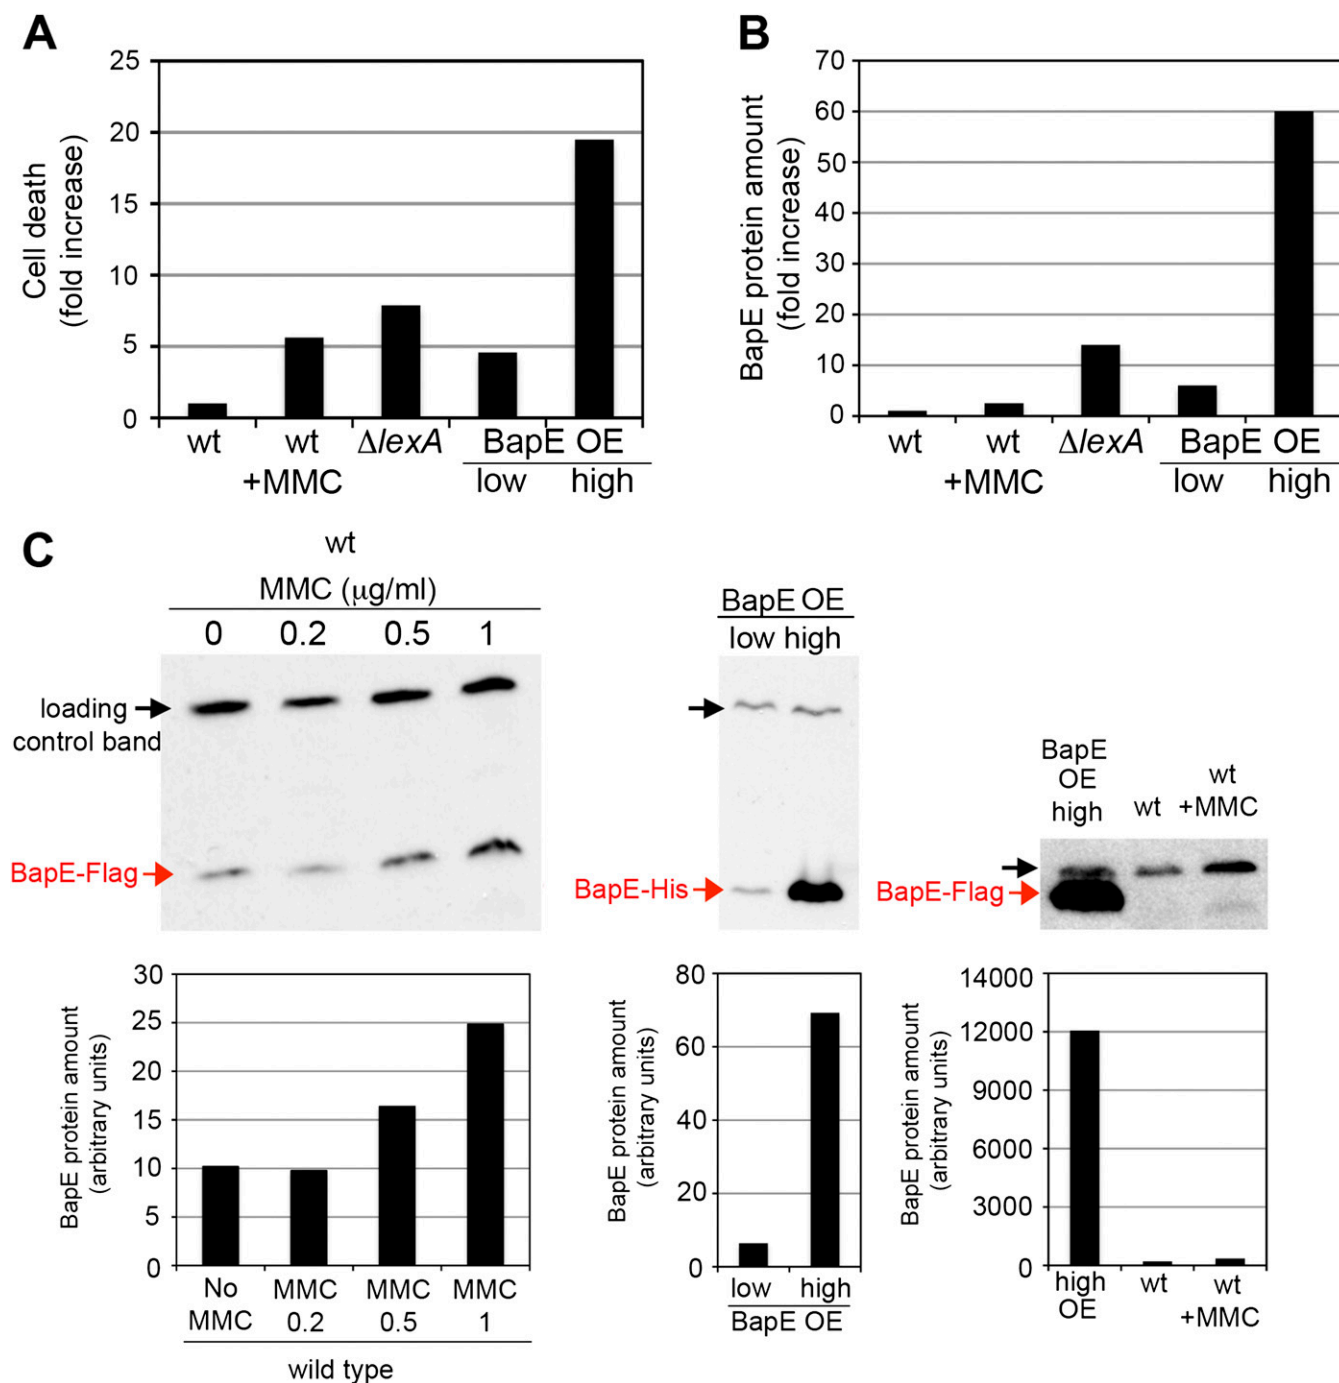 A
Cell death
(fold increase)
25
20
15
10
5
0
wt wt ΔlexA BapE OE
+MMC low high
B
BapE protein amount
(fold increase)
70
60
50
40
30
20
10
0
wt wt ΔlexA BapE OE
+MMC low high
C
wt
MMC (μg/ml)
0 0.2 0.5 1
loading
control band
BapE-Flag
BapE OE
low high
BapE-His
BapE
OE
high
wt
wt
+MMC
BapE-Flag
BapE protein amount
(arbitrary units)
30
25
20
15
10
5
0
No MMC MMC MMC
MMC 0.2 0.5 1
wild type
BapE protein amount
(arbitrary units)
80
60
40
20
0
low high
BapE OE
BapE protein amount
(arbitrary units)
14000
12000
9000
6000
3000
0
high wt wt
OE +MMC